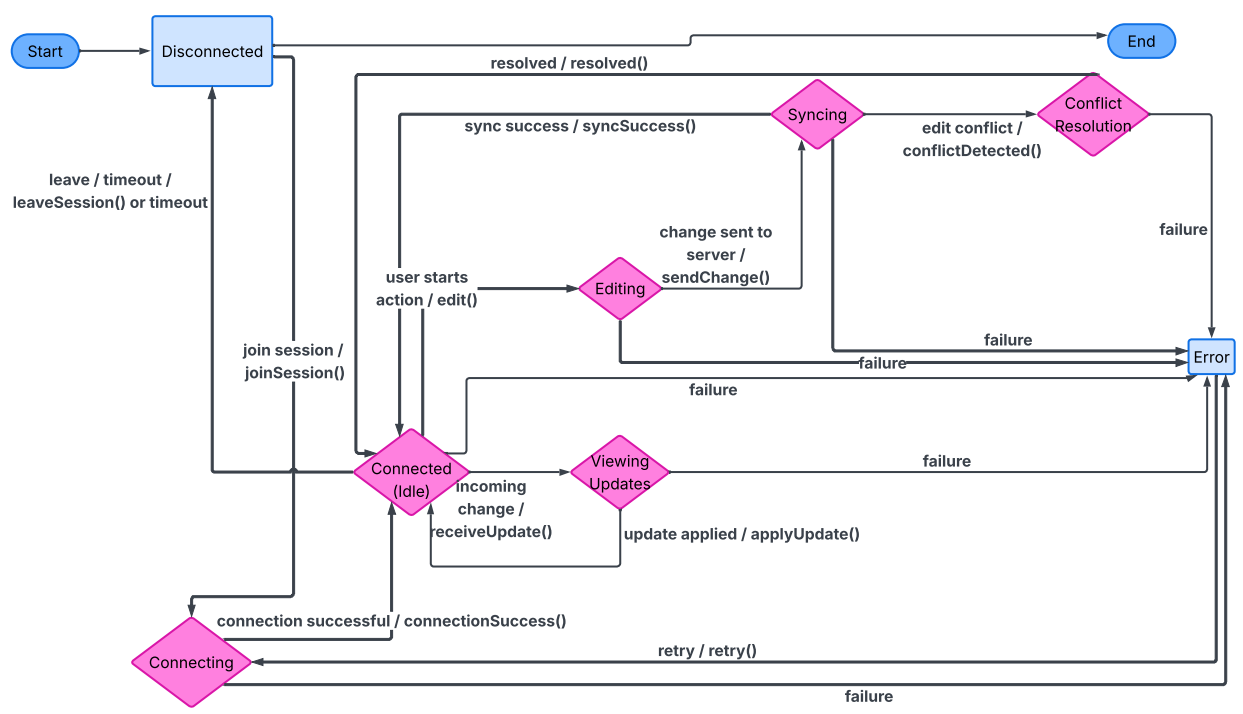 Start
Disconnected
End
resolved / resolved()
Syncing
Conflict
Resolution
sync success / syncSuccess()
edit conflict /
conflictDetected()
leave / timeout /
leaveSession() or timeout
change sent to
server /
sendChange()
failure
user starts
action / edit()
Editing
join session /
joinSession()
failure
failure
Error
failure
Connected
(Idle)
Viewing
Updates
failure
incoming
change /
receiveUpdate()
update applied / applyUpdate()
connection successful / connectionSuccess()
Connecting
retry / retry()
failure